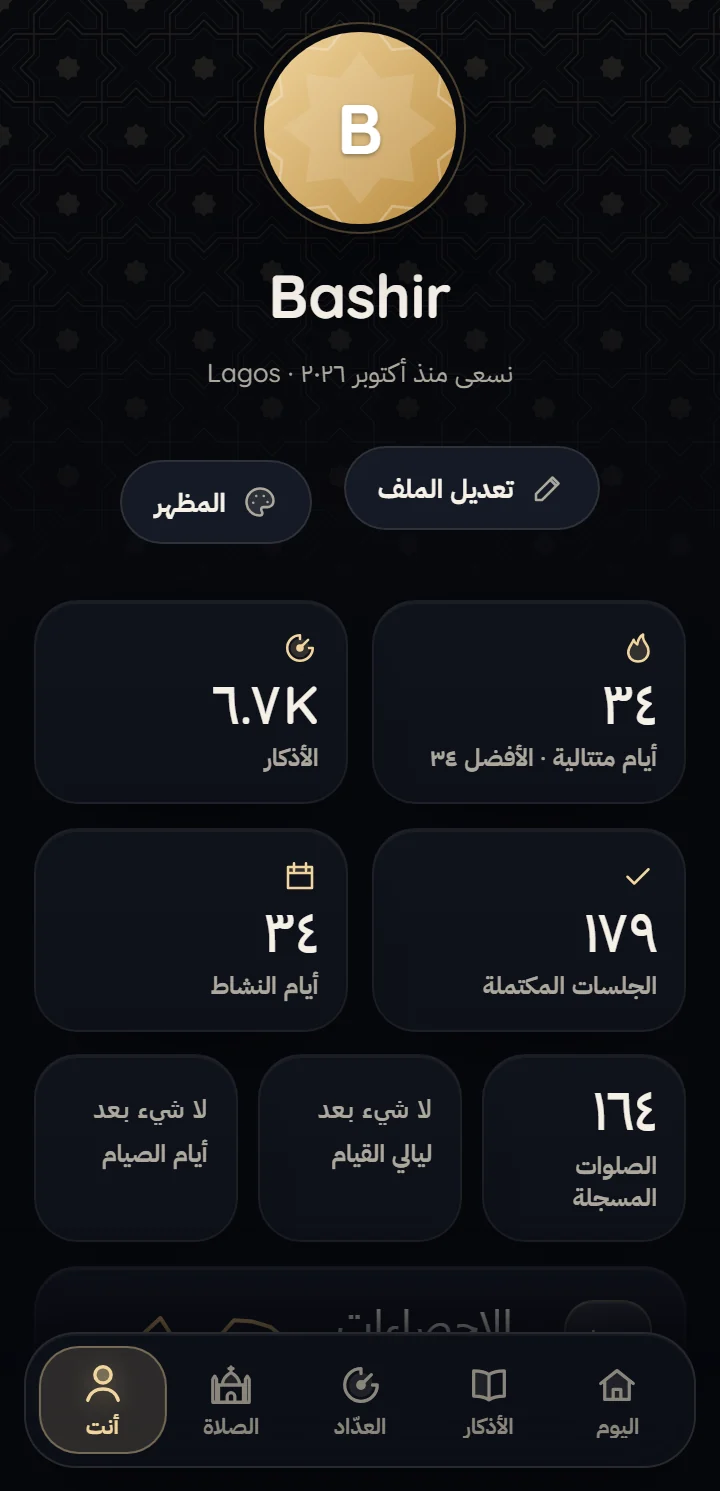 B
Bashir
نسعى منذ أكتوبر ٢٠٢٦ · Lagos
تعديل الملف
المظهر
٣٤
أيام متتالية · الأفضل ٣٤
٦.٧K
الأذكار
١٧٩
الجلسات المكتملة
٣٤
أيام النشاط
١٦٤
الصلوات
المسجلة
لا شيء بعد
ليالي القيام
لا شيء بعد
أيام الصيام
الإحصاءات
اليوم
الأذكار
العدّاد
الصلاة
أنت